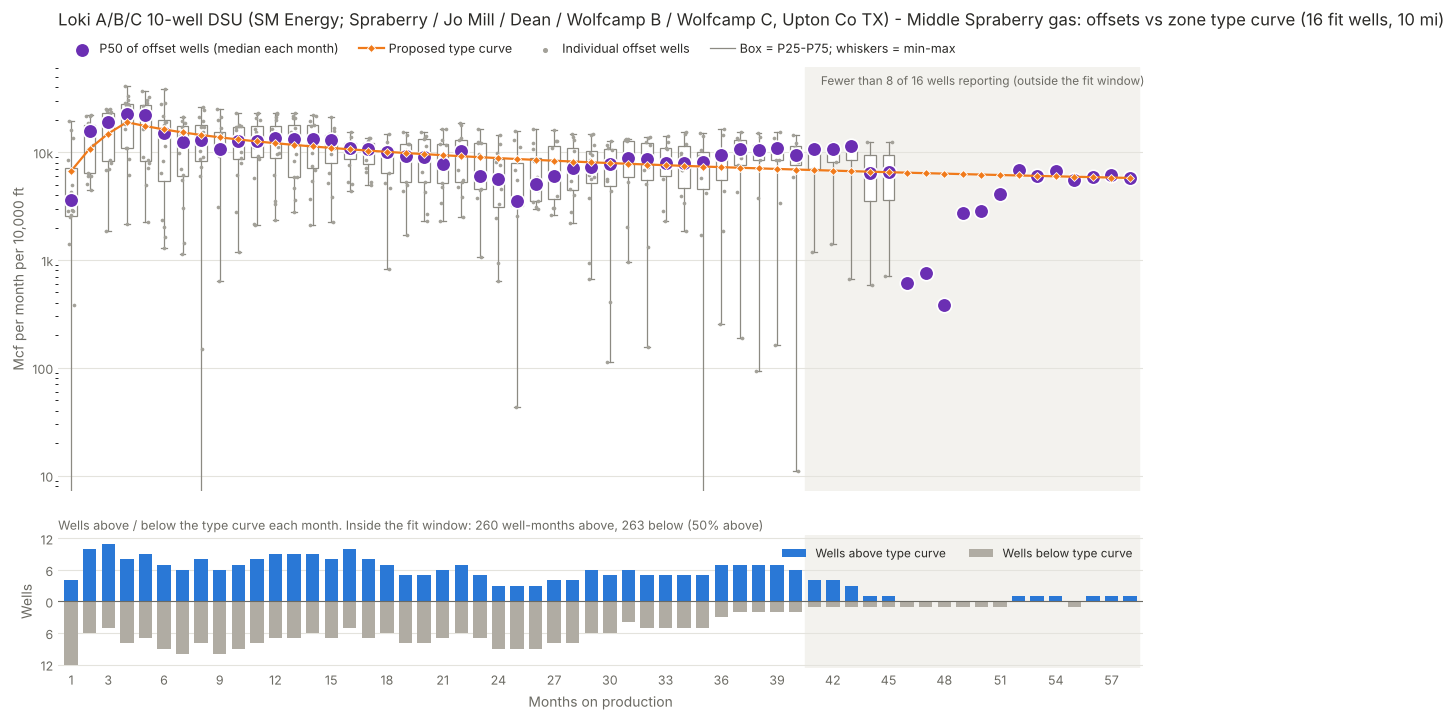 Loki A/B/C 10-well DSU (SM Energy; Spraberry / Jo Mill / Dean / Wolfcamp B / Wolfcamp C, Upton Co TX) - Middle Spraberry gas: offsets vs zone type curve (16 fit wells, 10 mi)
P50 of offset wells (median each month) Proposed type curve Individual offset wells Box = P25-P75; whiskers = min-max
Fewer than 8 of 16 wells reporting (outside the fit window)
10k
1k
100
10
Mcf per month per 10,000 ft
Wells above / below the type curve each month. Inside the fit window: 260 well-months above, 263 below (50% above)
Wells above type curve Wells below type curve
12
6
0
6
12
Wells
1 3 6 9 12 15 18 21 24 27 30 33 36 39 42 45 48 51 54 57
Months on production